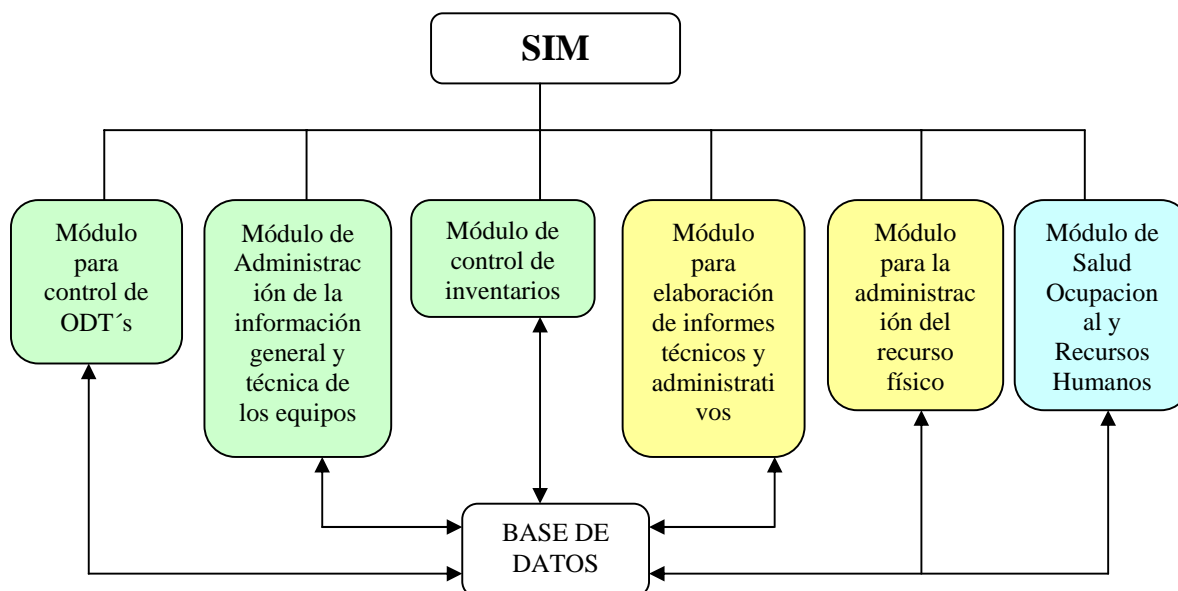 SIM
Módulo
para
control de
ODT´s
Módulo de
Administrac
ión de la
información
general y
técnica de
los equipos
Módulo de
control de
inventarios
Módulo
para
elaboración
de informes
técnicos y
administrati
vos
Módulo
para la
administrac
ión del
recurso
físico
Módulo de
Salud
Ocupacion
al y
Recursos
Humanos
BASE DE
DATOS